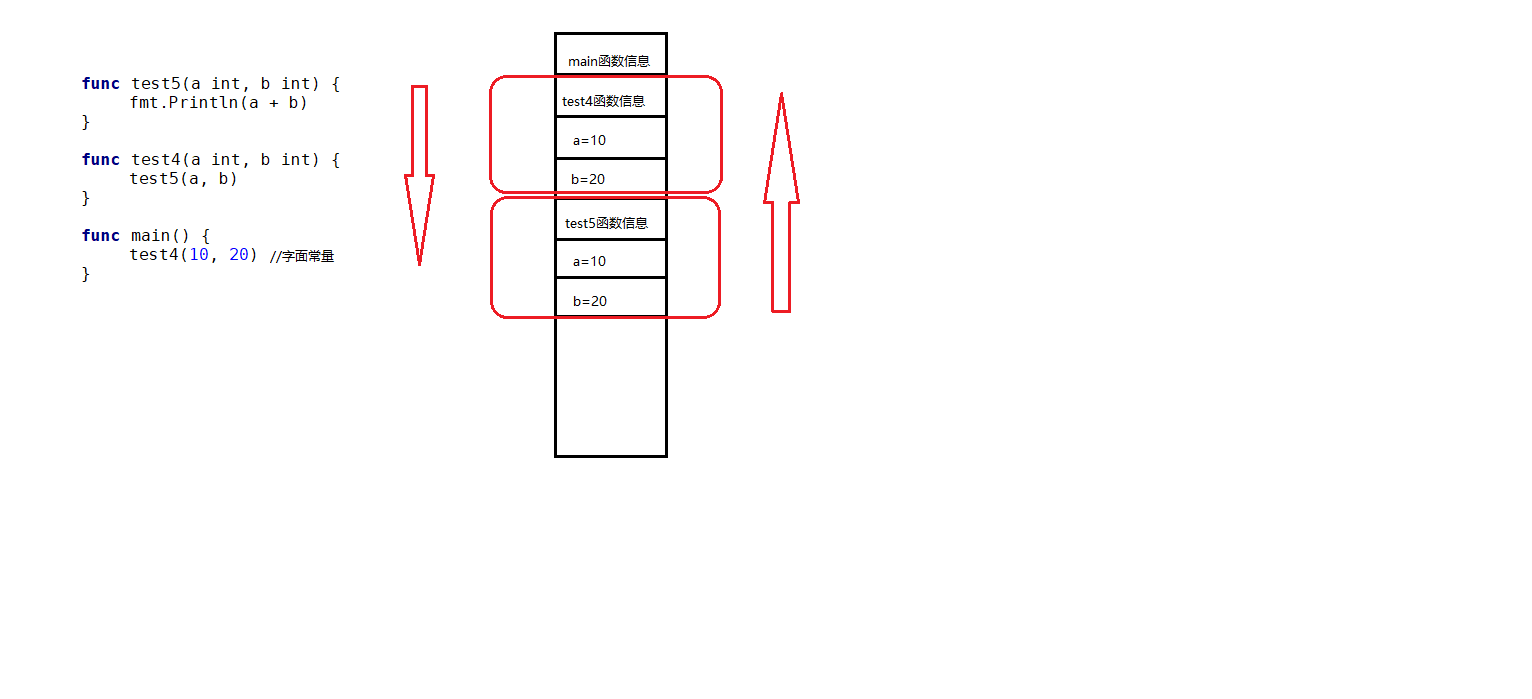 func test5(a int, b int) {
fmt.Println(a + b)
}
func test4(a int, b int) {
test5(a, b)
}
func main() {
test4(10, 20) //字面常量
}
main函数信息
test4函数信息
a=10
b=20
test5函数信息
a=10
b=20